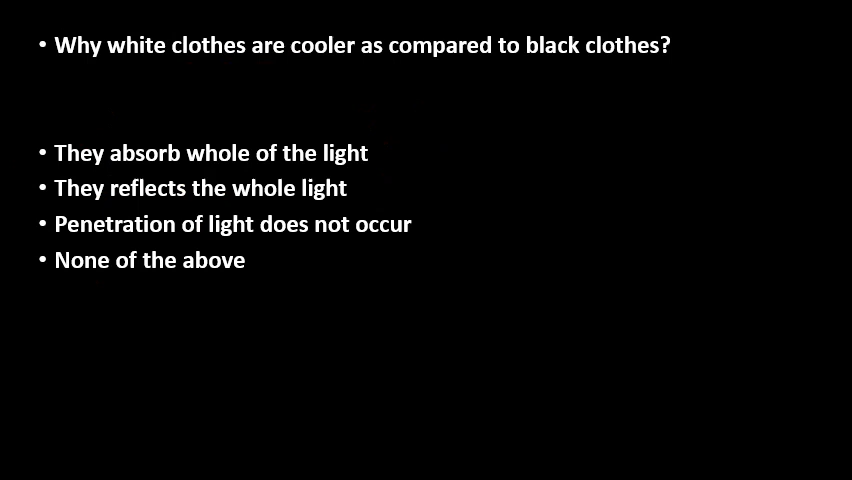 • Why white clothes are cooler as compared to black clothes?
• They absorb whole of the light
• They reflects the whole light
• Penetration of light does not occur
• None of the above